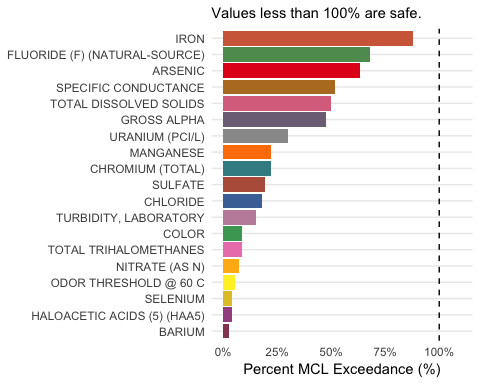 Values less than 100% are safe.
IRON
FLUORIDE (F) (NATURAL-SOURCE)
ARSENIC
SPECIFIC CONDUCTANCE
TOTAL DISSOLVED SOLIDS
GROSS ALPHA
URANIUM (PCI/L)
MANGANESE
CHROMIUM (TOTAL)
SULFATE
CHLORIDE
TURBIDITY, LABORATORY
COLOR
TOTAL TRIHALOMETHANES
NITRATE (AS N)
ODOR THRESHOLD @ 60 C
SELENIUM
HALOACETIC ACIDS (5) (HAA5)
BARIUM
0% 25% 50% 75% 100%
Percent MCL Exceedance (%)